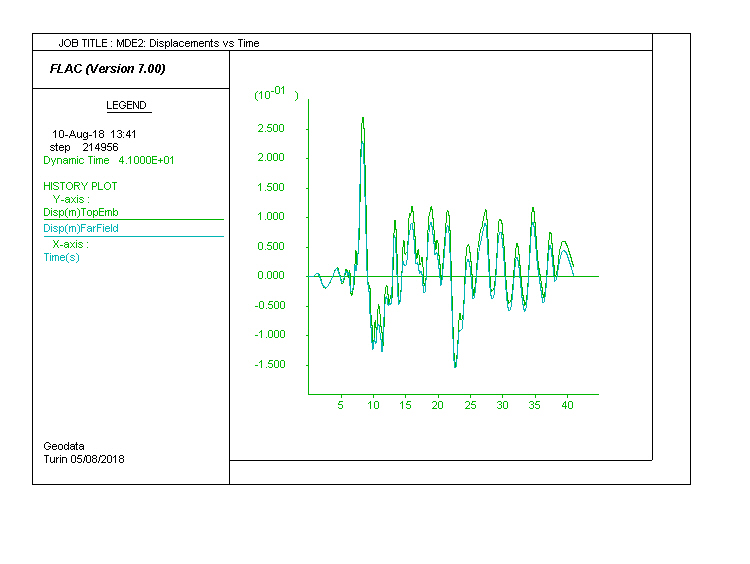 JOB TITLE : MDE2: Displacements vs Time
FLAC (Version 7.00)
LEGEND
10-Aug-18 13:41
step 214956
Dynamic Time 4.1000E+01
HISTORY PLOT
Y-axis :
Disp(m)TopEmb
Disp(m)FarField
X-axis :
Time(s)
Geodata
Turin 05/08/2018
(10-01 )
2.500
2.000
1.500
1.000
0.500
0.000
-0.500
-1.000
-1.500
5 10 15 20 25 30 35 40